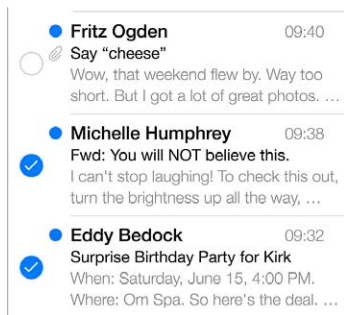 Fritz Ogden 09:40
Say “cheese”
Wow, that weekend flew by. Way too
short. But I got a lot of great photos. …
Michelle Humphrey 09:38
Fwd: You will NOT believe this.
I can't stop laughing! To check this out,
turn the brightness up all the way, …
Eddy Bedock 09:32
Surprise Birthday Party for Kirk
When: Saturday, June 15, 4:00 PM.
Where: Om Spa. So here's the deal. …